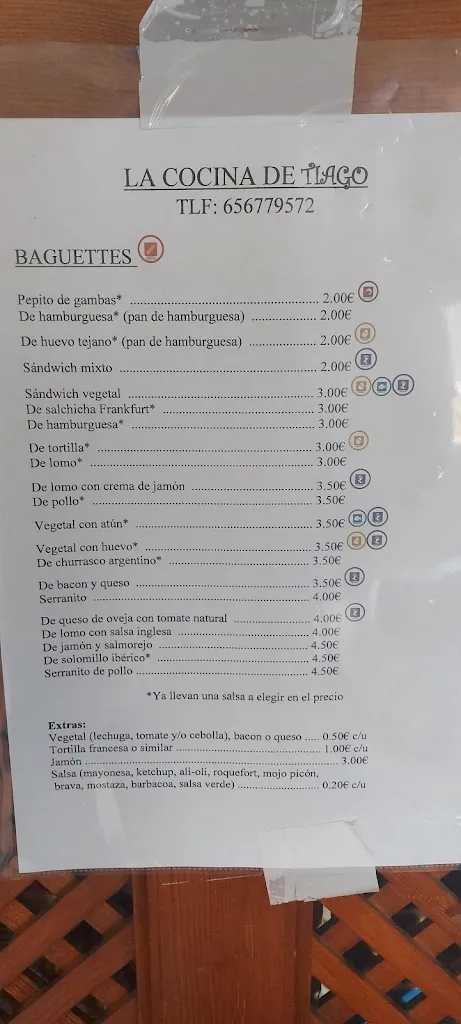 LA COCINA DE TIAGO
TLF: 656779572
BAGUETTES
Pepito de gambas* ........................................ 2.00€
De hamburguesa* (pan de hamburguesa) .................. 2.00€
De huevo tejano* (pan de hamburguesa) .................. 2.00€
Sándwich mixto ........................................ 2.00€
Sándwich vegetal ........................................ 3.00€
De salchicha Frankfurt* ........................................ 3.00€
De hamburguesa* ........................................ 3.00€
De tortilla* ........................................ 3.00€
De lomo* ........................................ 3.00€
De lomo con crema de jamón ........................................ 3.50€
De pollo* ........................................ 3.50€
Vegetal con atún* ........................................ 3.50€
Vegetal con huevo* ........................................ 3.50€
De churrasco argentino* ........................................ 3.50€
De bacon y queso ........................................ 3.50€
Serranito ........................................ 4.00€
De queso de oveja con tomate natural ...................... 4.00€
De lomo con salsa inglesa ........................................ 4.00€
De jamón y salmorejo ........................................ 4.50€
De solomillo ibérico* ........................................ 4.50€
Serranito de pollo ........................................ 4.50€
*Ya llevan una salsa a elegir en el precio
Extras:
Vegetal (lechuga, tomate y/o cebolla), bacon o queso ..... 0.50€ c/u
Tortilla francesa o similar ........................................ 1.00€ c/u
Jamón ........................................ 3.00€
Salsa (mayonesa, ketchup, ali-oli, roquefort, mojo picón,
brava, mostaza, barbacoa, salsa verde) ........................ 0.20€ c/u